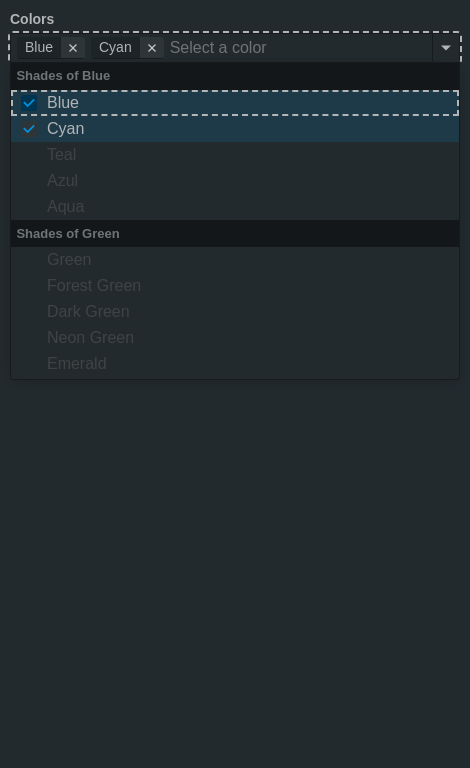 Colors
Blue Cyan Select a color
Shades of Blue
Blue
Cyan
Teal
Azul
Aqua
Shades of Green
Green
Forest Green
Dark Green
Neon Green
Emerald